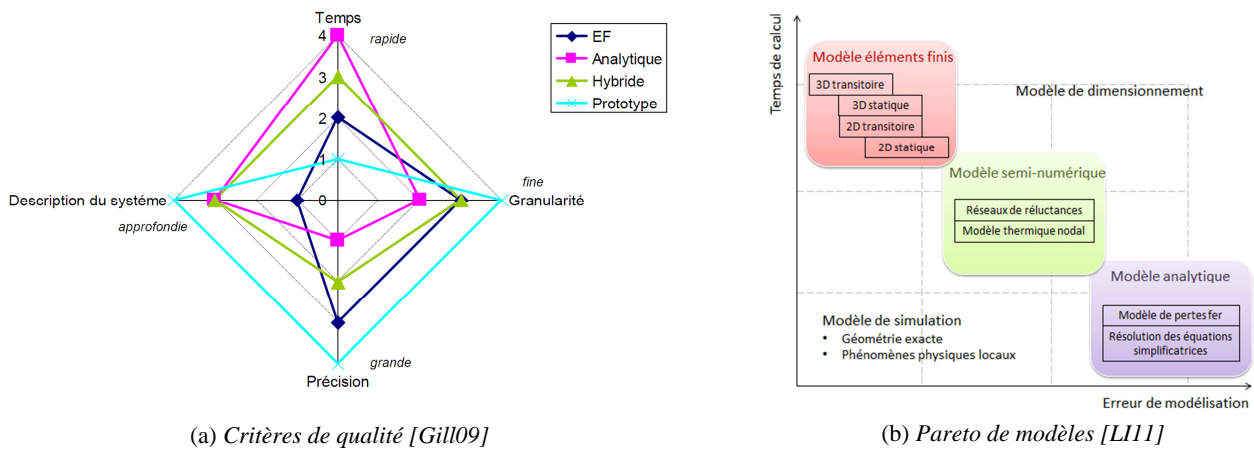 Temps
4
3
2
1
0
rapide
fine
Granularité
Description du systéme
approfondie
grande
Précision
EF
Analytique
Hybride
Prototype
(a) Critères de qualité [Gill09]
Temps de calcul
Modèle éléments finis
3D transitoire
3D statique
2D transitoire
2D statique
Modèle de dimensionnement
Modèle semi-numérique
Réseaux de réluctances
Modèle thermique nodal
Modèle analytique
Modèle de pertes fer
Résolution des équations
simplificatrices
Modèle de simulation
• Géométrie exacte
• Phénomènes physiques locaux
Erreur de modélisation
(b) Pareto de modèles [LI11]